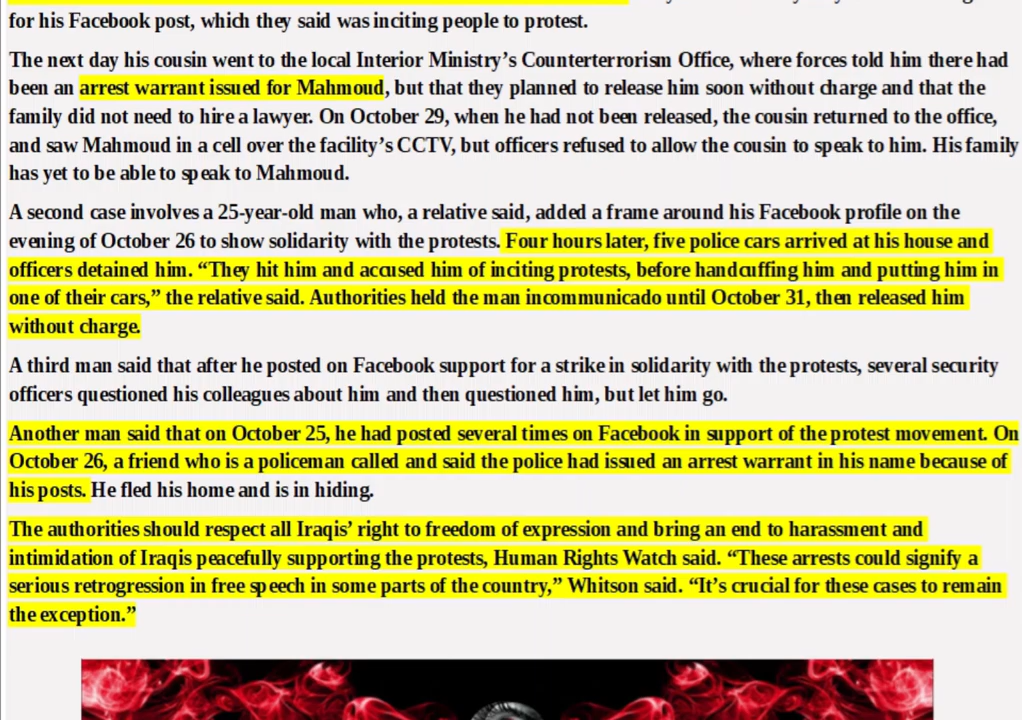 for his Facebook post, which they said was inciting people to protest.
The next day his cousin went to the local Interior Ministry’s Counterterrorism Office, where forces told him there had
been an arrest warrant issued for Mahmoud, but that they planned to release him soon without charge and that the
family did not need to hire a lawyer. On October 29, when he had not been released, the cousin returned to the office,
and saw Mahmoud in a cell over the facility’s CCTV, but officers refused to allow the cousin to speak to him. His family
has yet to be able to speak to Mahmoud.
A second case involves a 25-year-old man who, a relative said, added a frame around his Facebook profile on the
evening of October 26 to show solidarity with the protests. Four hours later, five police cars arrived at his house and
officers detained him. “They hit him and accused him of inciting protests, before handcuffing him and putting him in
one of their cars,” the relative said. Authorities held the man incommunicado until October 31, then released him
without charge.
A third man said that after he posted on Facebook support for a strike in solidarity with the protests, several security
officers questioned his colleagues about him and then questioned him, but let him go.
Another man said that on October 25, he had posted several times on Facebook in support of the protest movement. On
October 26, a friend who is a policeman called and said the police had issued an arrest warrant in his name because of
his posts. He fled his home and is in hiding.
The authorities should respect all Iraqis’ right to freedom of expression and bring an end to harassment and
intimidation of Iraqis peacefully supporting the protests, Human Rights Watch said. “These arrests could signify a
serious retrogression in free speech in some parts of the country,” Whitson said. “It’s crucial for these cases to remain
the exception.”